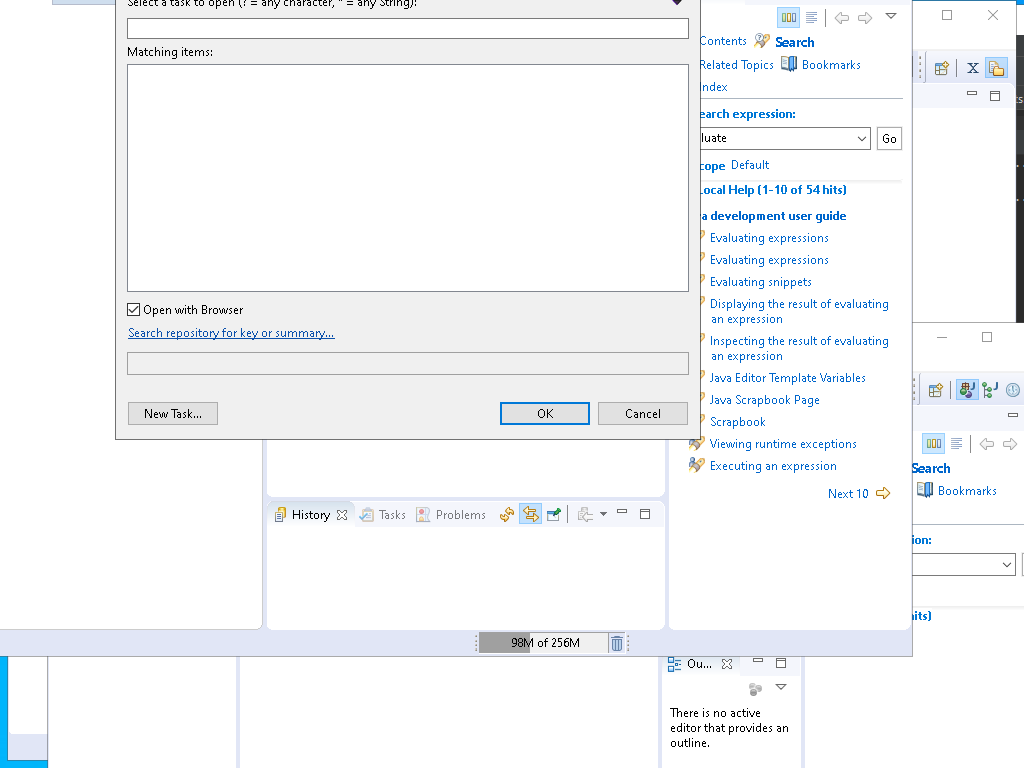 Select a task to open (? = any character, * = any String):
Matching items:
Open with Browser
Search repository for key or summary...
New Task...
OK
Cancel
Contents
Search
Related Topics
Bookmarks
Index
earch expression:
luate
Go
cope
Default
Local Help (1-10 of 54 hits)
a development user guide
Evaluating expressions
Evaluating expressions
Evaluating snippets
Displaying the result of evaluating
an expression
Inspecting the result of evaluating
an expression
Java Editor Template Variables
Java Scrapbook Page
Scrapbook
Viewing runtime exceptions
Executing an expression
Next 10
History
Tasks
Problems
98M of 256M
X
Search
Bookmarks
ion:
hits)
Ou...
There is no active
editor that provides an
outline.